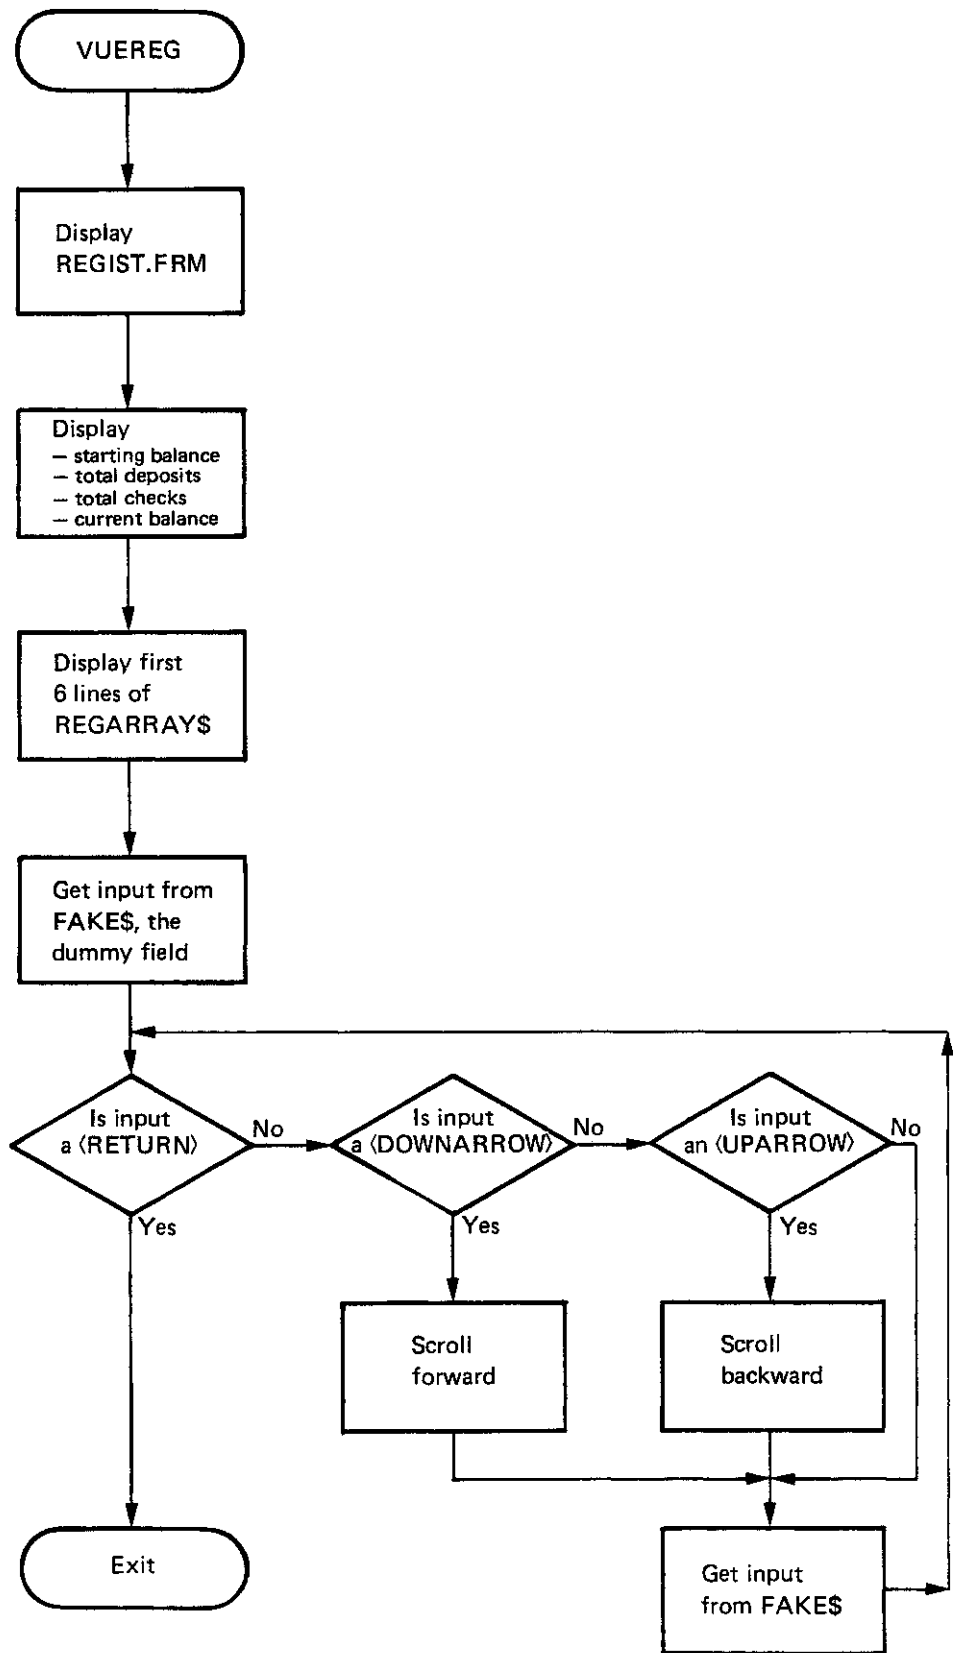 VUEREG
Display
REGIST.FRM
Display
– starting balance
– total deposits
– total checks
– current balance
Display first
6 lines of
REGARRAY$
Get input from
FAKE$, the
dummy field
Is input
a ⟨RETURN⟩
No
Yes
Is input
a ⟨DOWNARROW⟩
No
Yes
Is input
an ⟨UPARROW⟩
No
Yes
Scroll
forward
Scroll
backward
Exit
Get input
from FAKE$